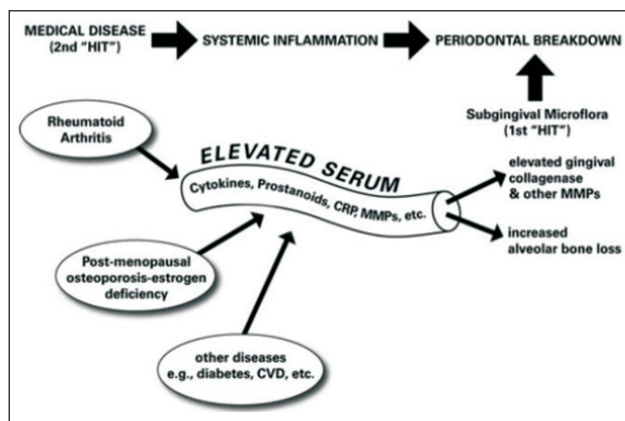 MEDICAL DISEASE
(2nd "HIT")
SYSTEMIC INFLAMMATION
PERIODONTAL BREAKDOWN
Subgingival Microflora
(1st "HIT")
Rheumatoid
Arthritis
ELEVATED SERUM
Cytokines, Prostanoids, CRP, MMPs, etc.
elevated gingival
collagenase
& other MMPs
increased
alveolar bone loss
Post-menopausal
osteoporosis-estrogen
deficiency
other diseases
e.g., diabetes, CVD, etc.